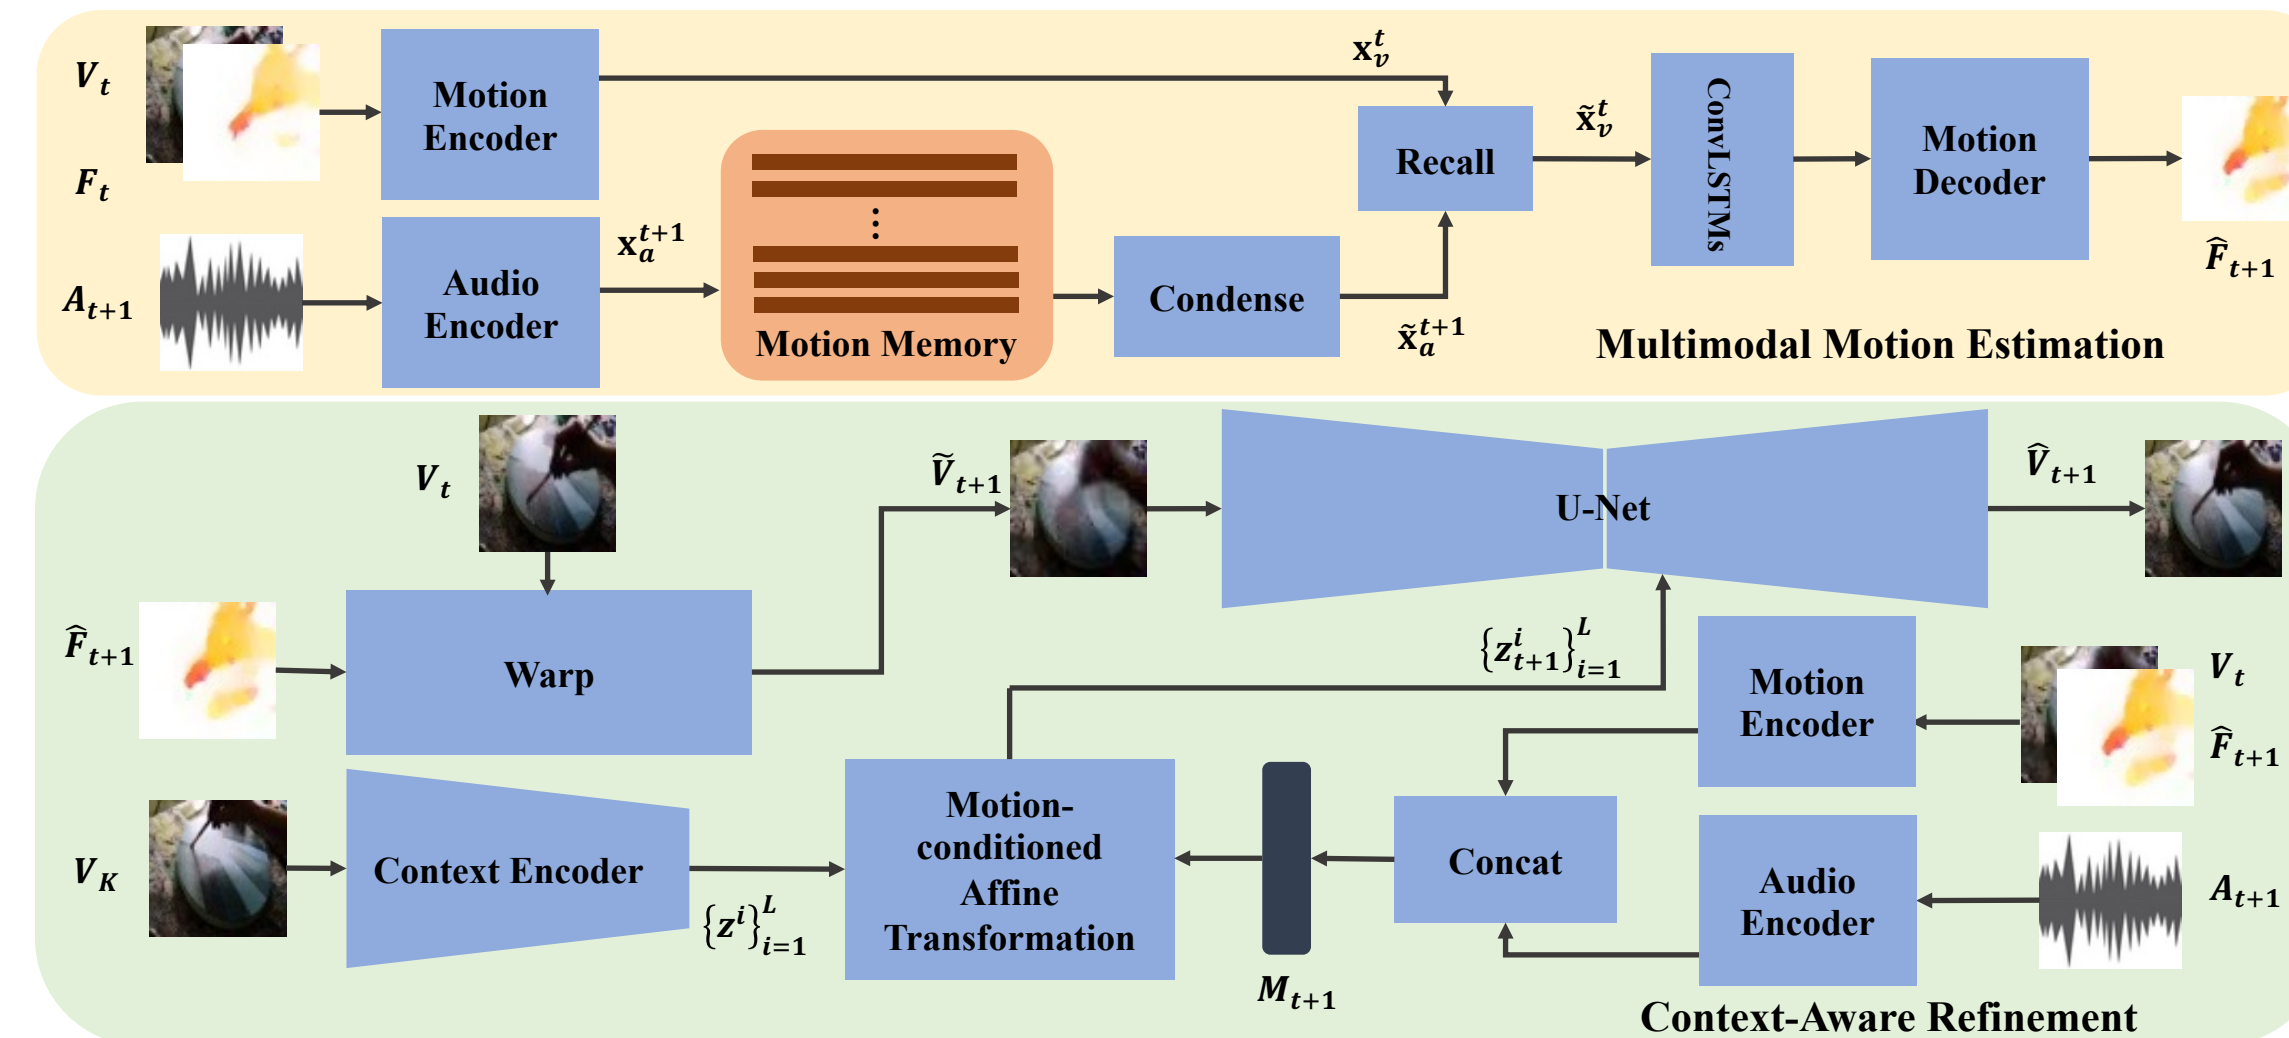 V_t
F_t
A_{t+1}
Motion
Encoder
Audio
Encoder
x_v^t
x_a^{t+1}
⋮
Motion Memory
Condense
x̃_a^{t+1}
Recall
x̃_v^t
ConvLSTMs
Motion
Decoder
F̂_{t+1}
Multimodal Motion Estimation
V_t
F̂_{t+1}
Warp
Ṽ_{t+1}
U-Net
V̂_{t+1}
V_K
Context Encoder
{z^i}_{i=1}^L
Motion-
conditioned
Affine
Transformation
{z_{t+1}^i}_{i=1}^L
M_{t+1}
Concat
Motion
Encoder
Audio
Encoder
V_t
F̂_{t+1}
A_{t+1}
Context-Aware Refinement